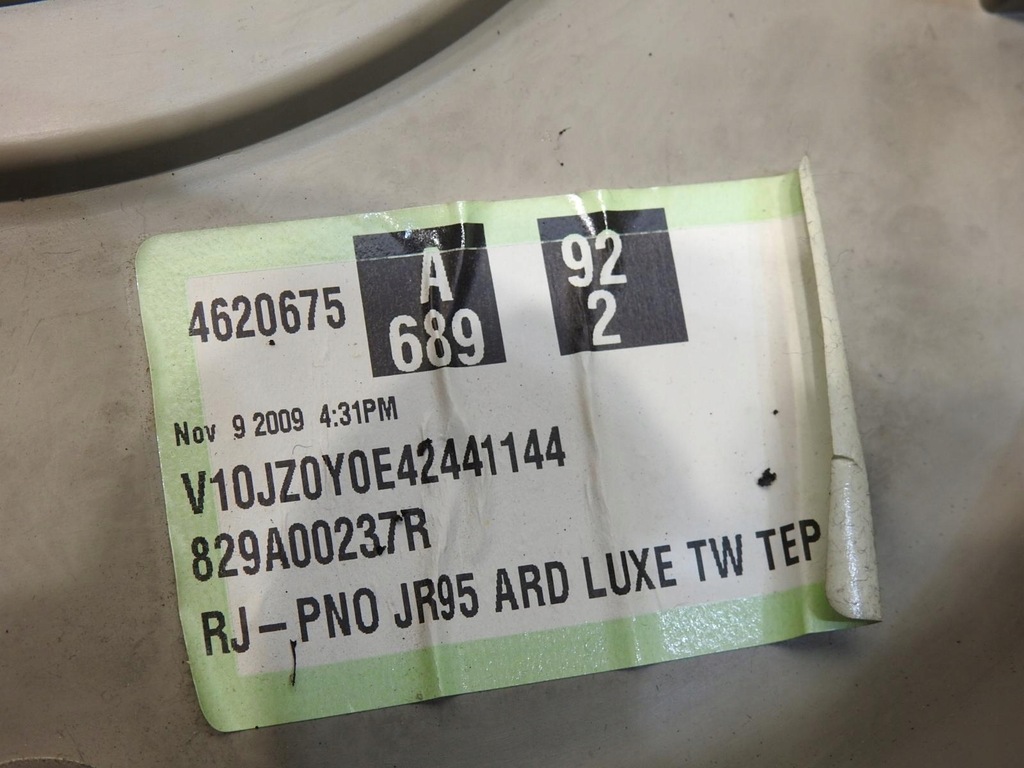 4620675
A
689
92
2
Nov 9 2009 4:31PM
V10JZ0Y0E42441144
829A00237R
RJ-PNO JR95 ARD LUXE TW TEP